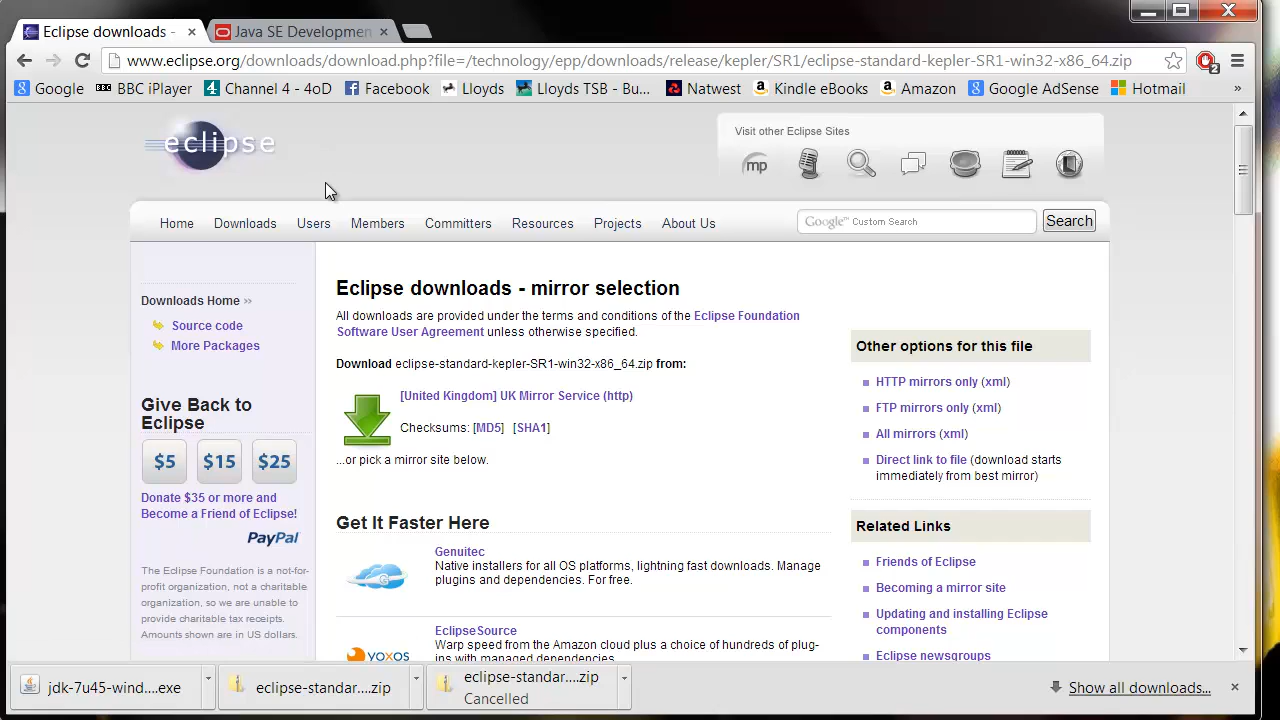 Eclipse downloads -
Java SE Developmen
www.eclipse.org/downloads/download.php?file=/technology/epp/downloads/release/kepler/SR1/eclipse-standard-kepler-SR1-win32-x86_64.zip
2
Google BBC iPlayer Channel 4 - 4oD Facebook Lloyds Lloyds TSB - Bu... Natwest Kindle eBooks Amazon Google AdSense Hotmail »
eclipse
Visit other Eclipse Sites
mp
Home Downloads Users Members Committers Resources Projects About Us
Google™ Custom Search
Search
Downloads Home »
Source code
More Packages
Give Back to
Eclipse
$5 $15 $25
Donate $35 or more and
Become a Friend of Eclipse!
PayPal
The Eclipse Foundation is a not-for-
profit organization, not a charitable
organization, so we are unable to
provide charitable tax receipts.
Amounts shown are in US dollars.
Eclipse downloads - mirror selection
All downloads are provided under the terms and conditions of the Eclipse Foundation
Software User Agreement unless otherwise specified.
Download eclipse-standard-kepler-SR1-win32-x86_64.zip from:
[United Kingdom] UK Mirror Service (http)
Checksums: [MD5] [SHA1]
...or pick a mirror site below.
Get It Faster Here
Genuitec
Native installers for all OS platforms, lightning fast downloads. Manage
plugins and dependencies. For free.
EclipseSource
Warp speed from the Amazon cloud plus a choice of hundreds of plug-
ins with managed dependencies.
YOXOS
Other options for this file
HTTP mirrors only (xml)
FTP mirrors only (xml)
All mirrors (xml)
Direct link to file (download starts
immediately from best mirror)
Related Links
Friends of Eclipse
Becoming a mirror site
Updating and installing Eclipse
components
Eclipse newsgroups
jdk-7u45-wind....exe
eclipse-standar....zip
eclipse-standar....zip
Cancelled
Show all downloads...